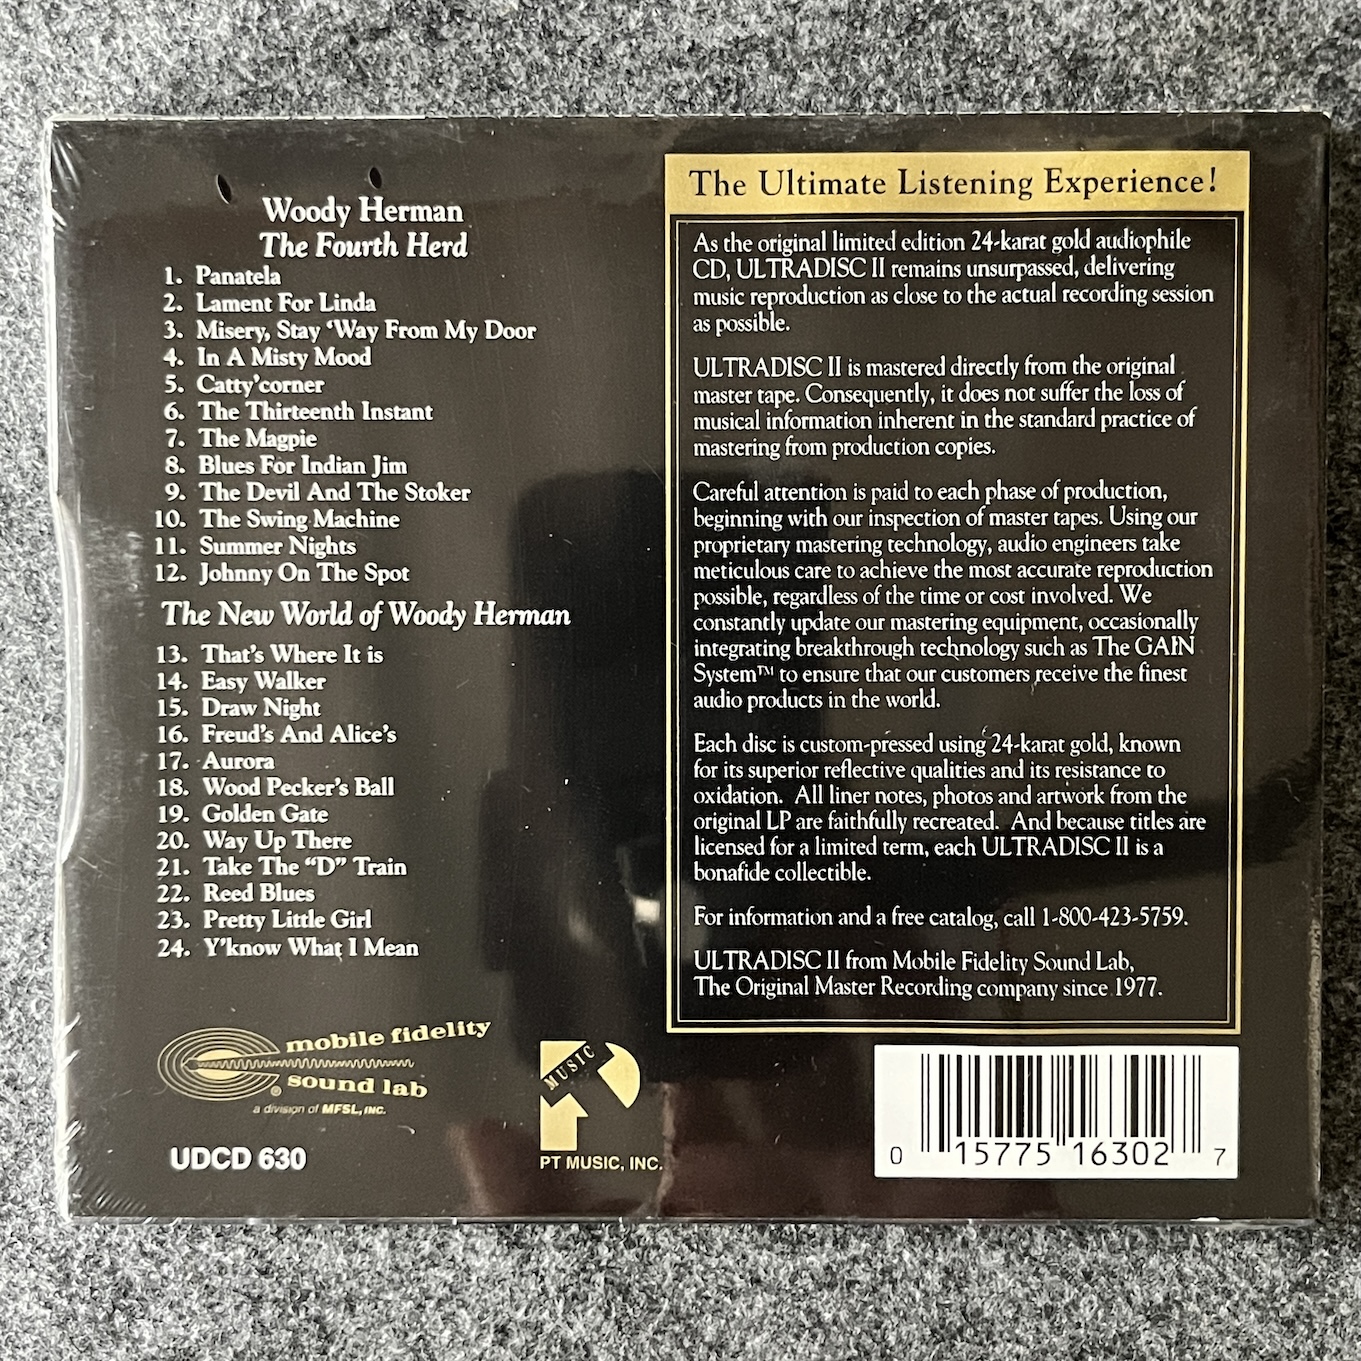 Woody Herman
The Fourth Herd
1. Panatela
2. Lament For Linda
3. Misery, Stay ‘Way From My Door
4. In A Misty Mood
5. Catty'corner
6. The Thirteenth Instant
7. The Magpie
8. Blues For Indian Jim
9. The Devil And The Stoker
10. The Swing Machine
11. Summer Nights
12. Johnny On The Spot
The New World of Woody Herman
13. That's Where It is
14. Easy Walker
15. Draw Night
16. Freud's And Alice's
17. Aurora
18. Wood Pecker's Ball
19. Golden Gate
20. Way Up There
21. Take The “D” Train
22. Reed Blues
23. Pretty Little Girl
24. Y'know What I Mean
mobile fidelity
sound lab
®
a division of MFSL, INC.
UDCD 630
MUSIC
PT MUSIC, INC.
The Ultimate Listening Experience!
As the original limited edition 24-karat gold audiophile
CD, ULTRADISC II remains unsurpassed, delivering
music reproduction as close to the actual recording session
as possible.
ULTRADISC II is mastered directly from the original
master tape. Consequently, it does not suffer the loss of
musical information inherent in the standard practice of
mastering from production copies.
Careful attention is paid to each phase of production,
beginning with our inspection of master tapes. Using our
proprietary mastering technology, audio engineers take
meticulous care to achieve the most accurate reproduction
possible, regardless of the time or cost involved. We
constantly update our mastering equipment, occasionally
integrating breakthrough technology such as The GAIN
System™ to ensure that our customers receive the finest
audio products in the world.
Each disc is custom-pressed using 24-karat gold, known
for its superior reflective qualities and its resistance to
oxidation. All liner notes, photos and artwork from the
original LP are faithfully recreated. And because titles are
licensed for a limited term, each ULTRADISC II is a
bonafide collectible.
For information and a free catalog, call 1-800-423-5759.
ULTRADISC II from Mobile Fidelity Sound Lab,
The Original Master Recording company since 1977.
0 15775 16302 7